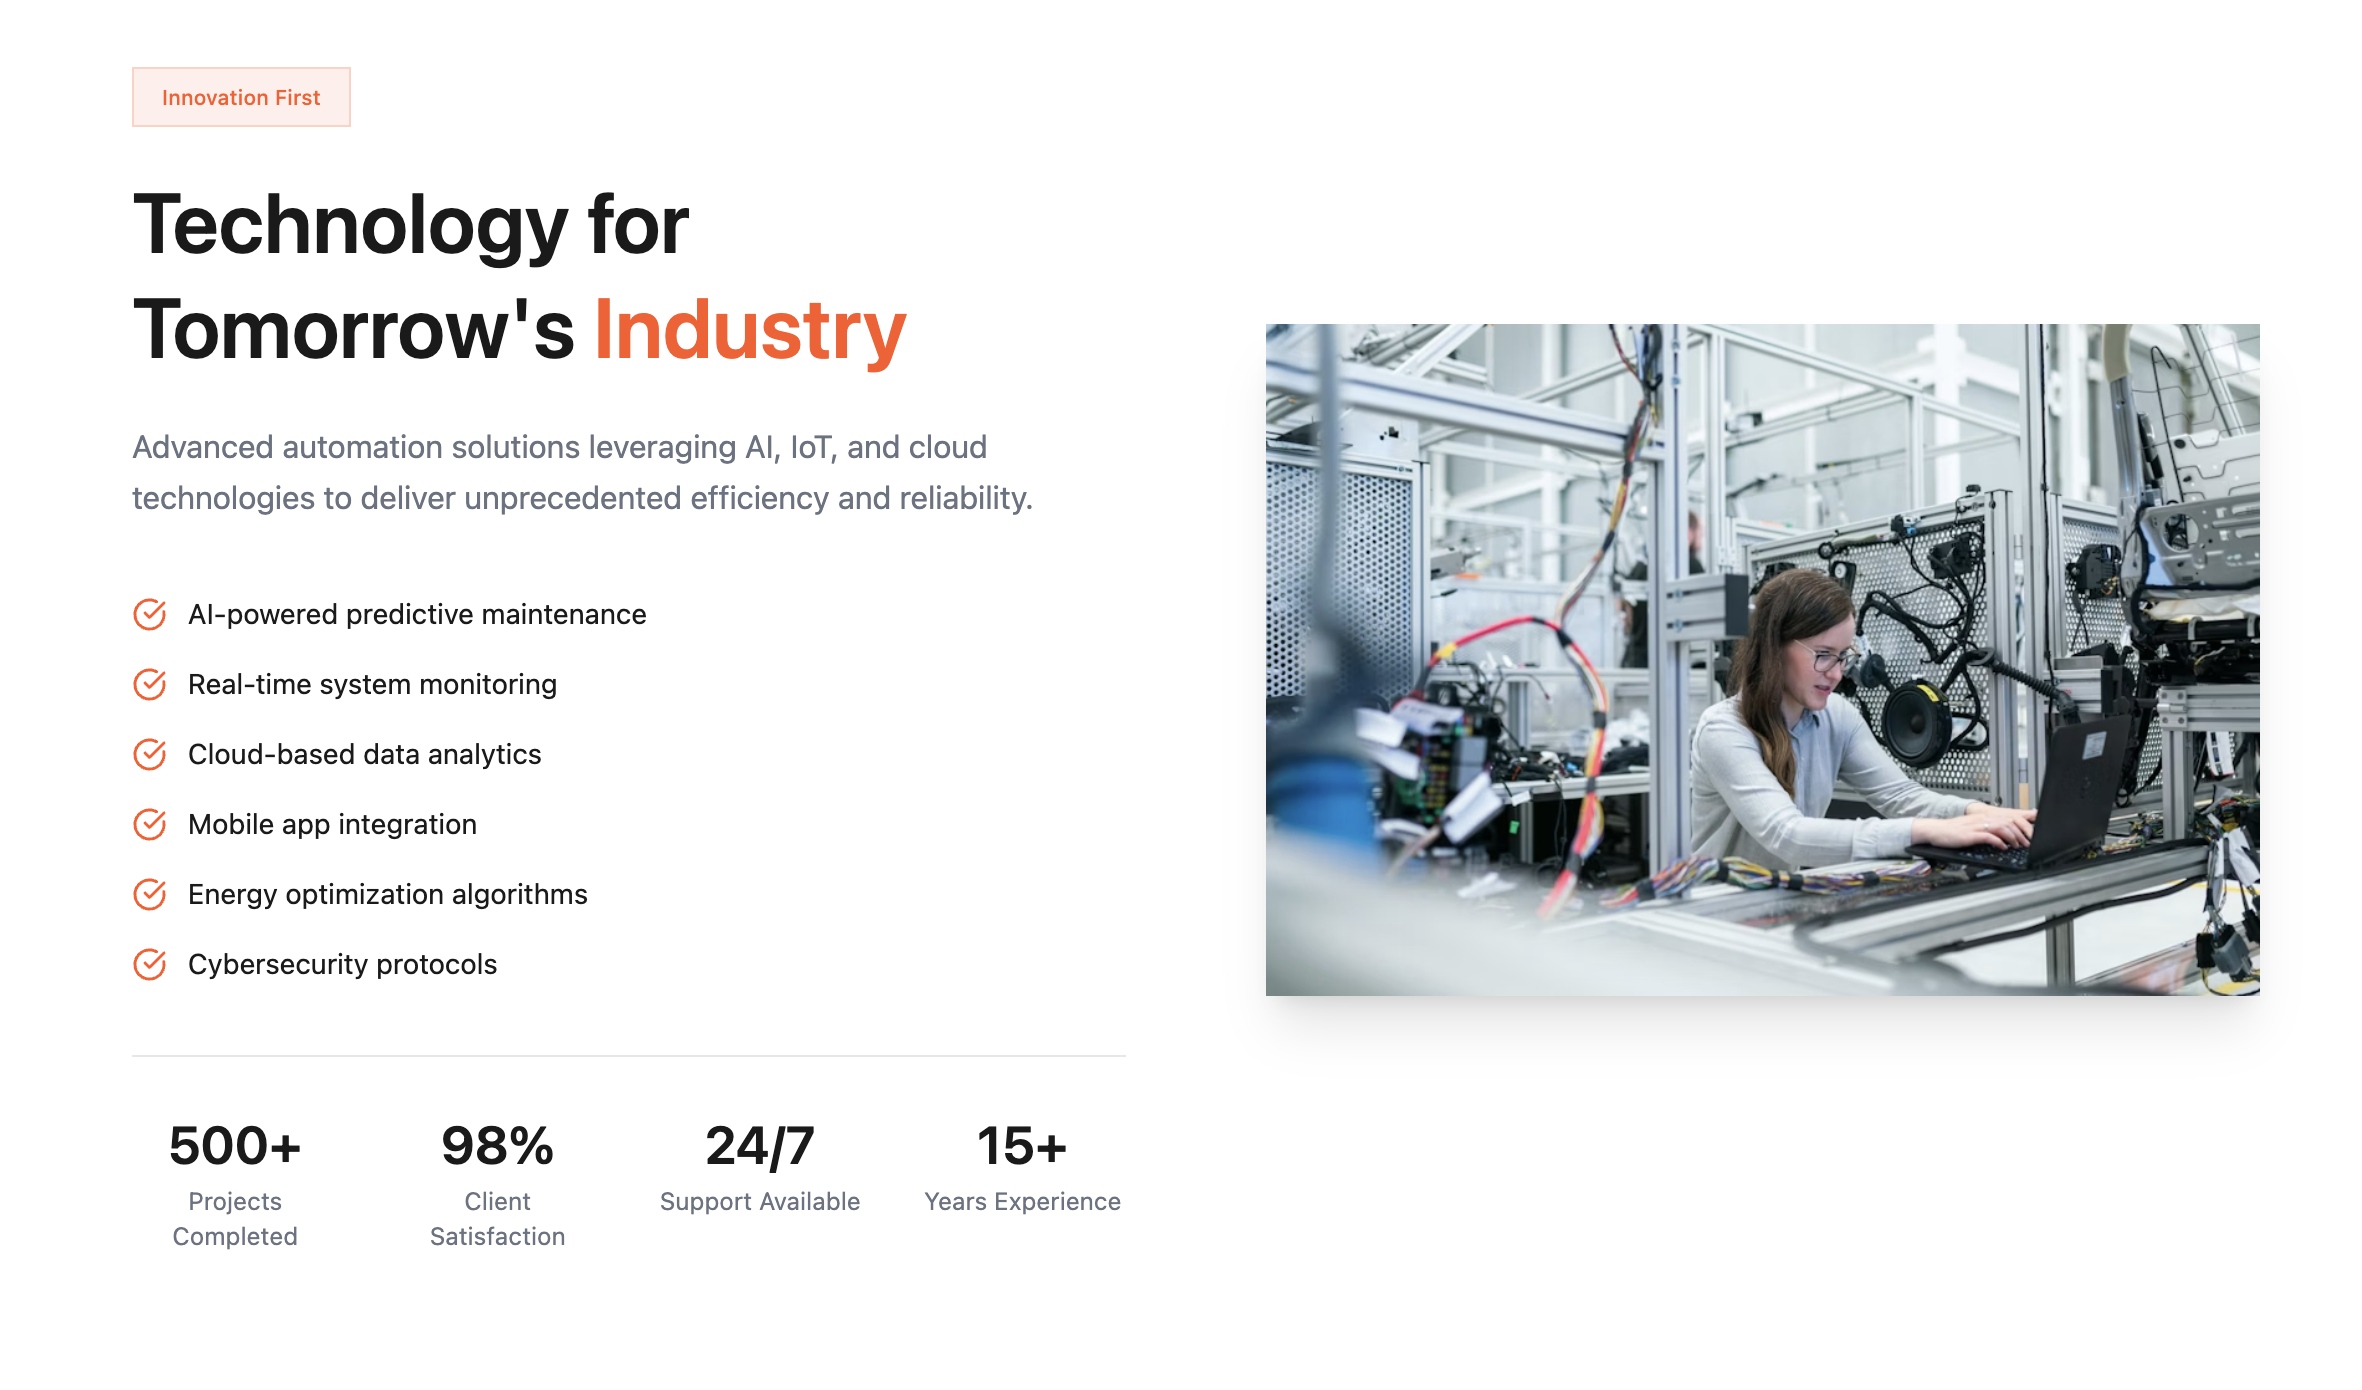 Innovation First
Technology for
Tomorrow's Industry
Advanced automation solutions leveraging AI, IoT, and cloud
technologies to deliver unprecedented efficiency and reliability.
AI-powered predictive maintenance
Real-time system monitoring
Cloud-based data analytics
Mobile app integration
Energy optimization algorithms
Cybersecurity protocols
500+
Projects
Completed
98%
Client
Satisfaction
24/7
Support Available
15+
Years Experience